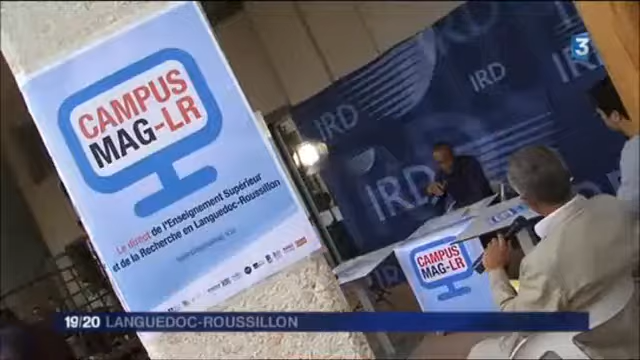 CAMPUS
MAG-LR
Le direct de l'Enseignement Supérieur
et de la Recherche en Languedoc-Roussillon
IRD
IRD
IRD
IRD
3
CAMPUS
MAG-LR
19/20 LANGUEDOC-ROUSSILLON